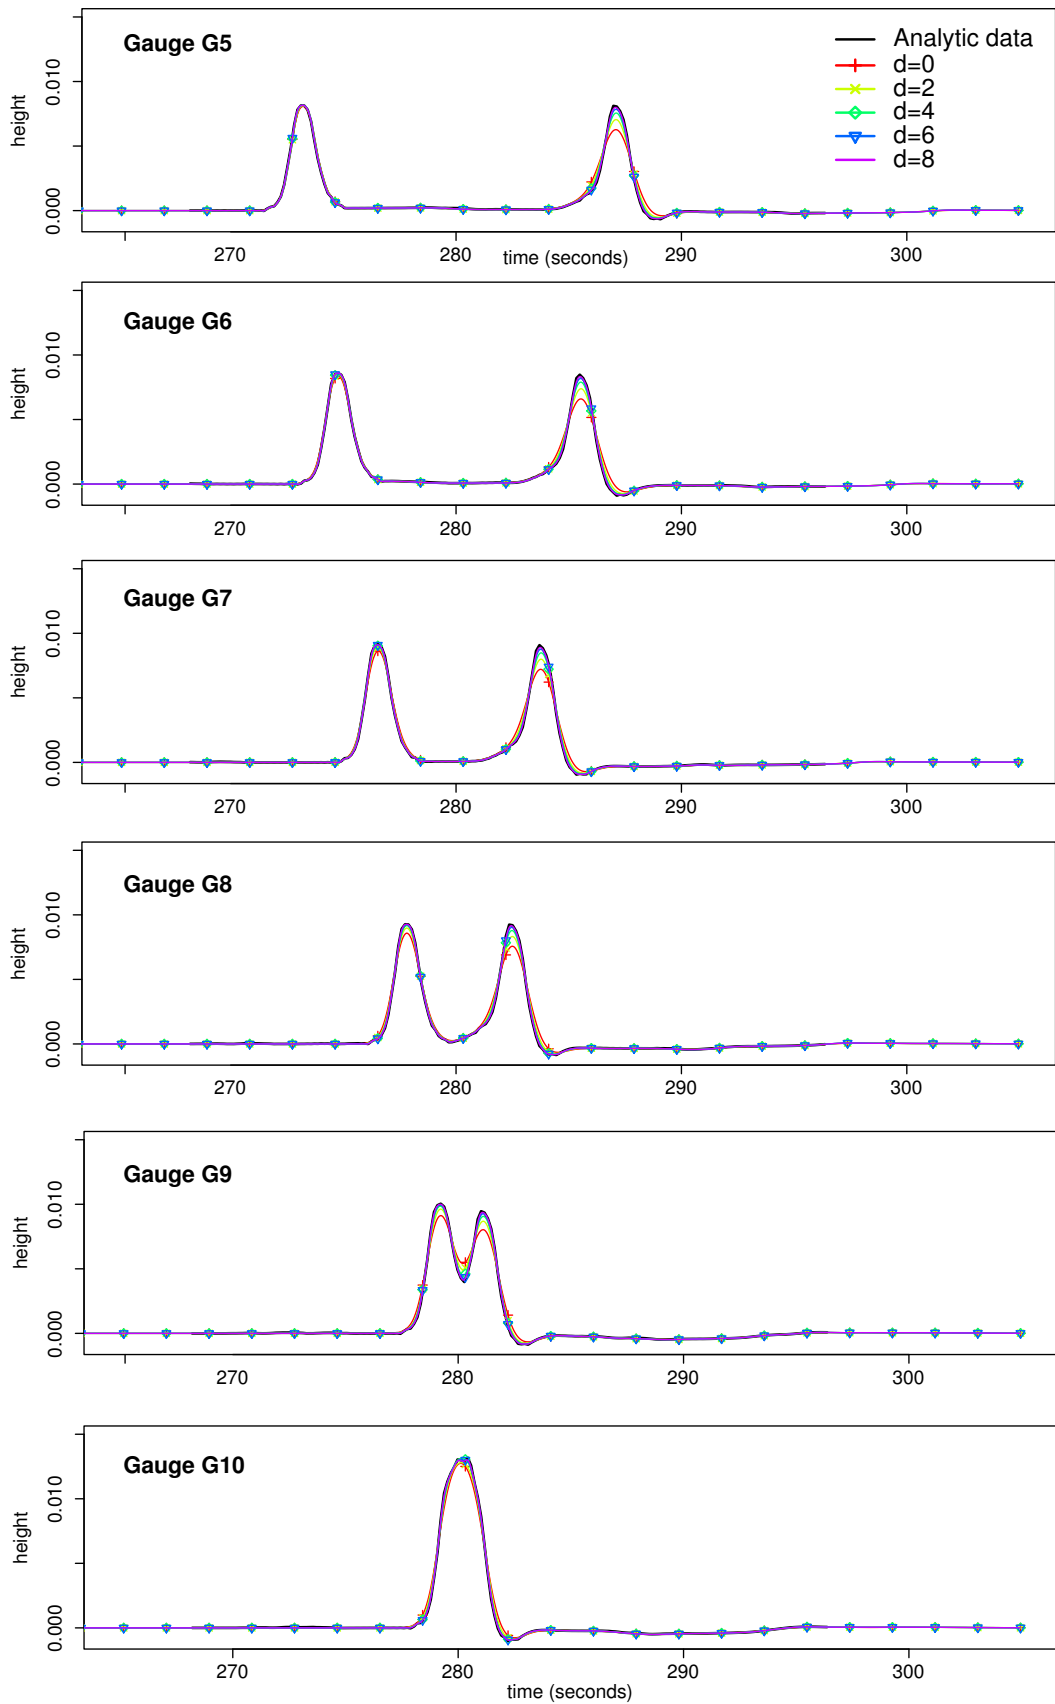 Gauge G5
Analytic data
d=0
d=2
d=4
d=6
d=8
height
0.000
0.010
270
280
290
300
time (seconds)
Gauge G6
height
0.000
0.010
270
280
290
300
Gauge G7
height
0.000
0.010
270
280
290
300
Gauge G8
height
0.000
0.010
270
280
290
300
Gauge G9
height
0.000
0.010
270
280
290
300
Gauge G10
height
0.000
0.010
270
280
290
300
time (seconds)